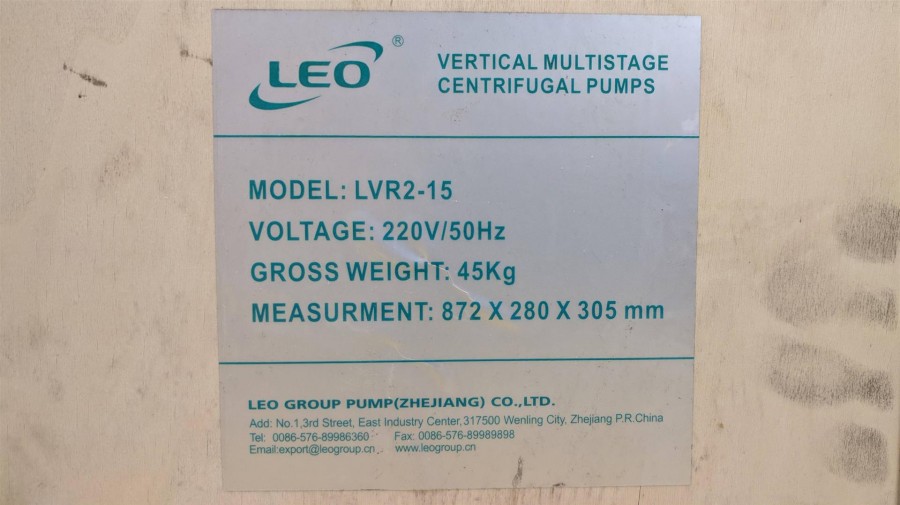 LEO ®
VERTICAL MULTISTAGE
CENTRIFUGAL PUMPS
MODEL: LVR2-15
VOLTAGE: 220V/50Hz
GROSS WEIGHT: 45Kg
MEASURMENT: 872 X 280 X 305 mm
LEO GROUP PUMP(ZHEJIANG) CO.,LTD.
Add: No.1,3rd Street, East Industry Center,317500 Wenling City, Zhejiang P.R.China
Tel: 0086-576-89986360 Fax: 0086-576-89989898
Email:export@leogroup.cn www.leogroup.cn